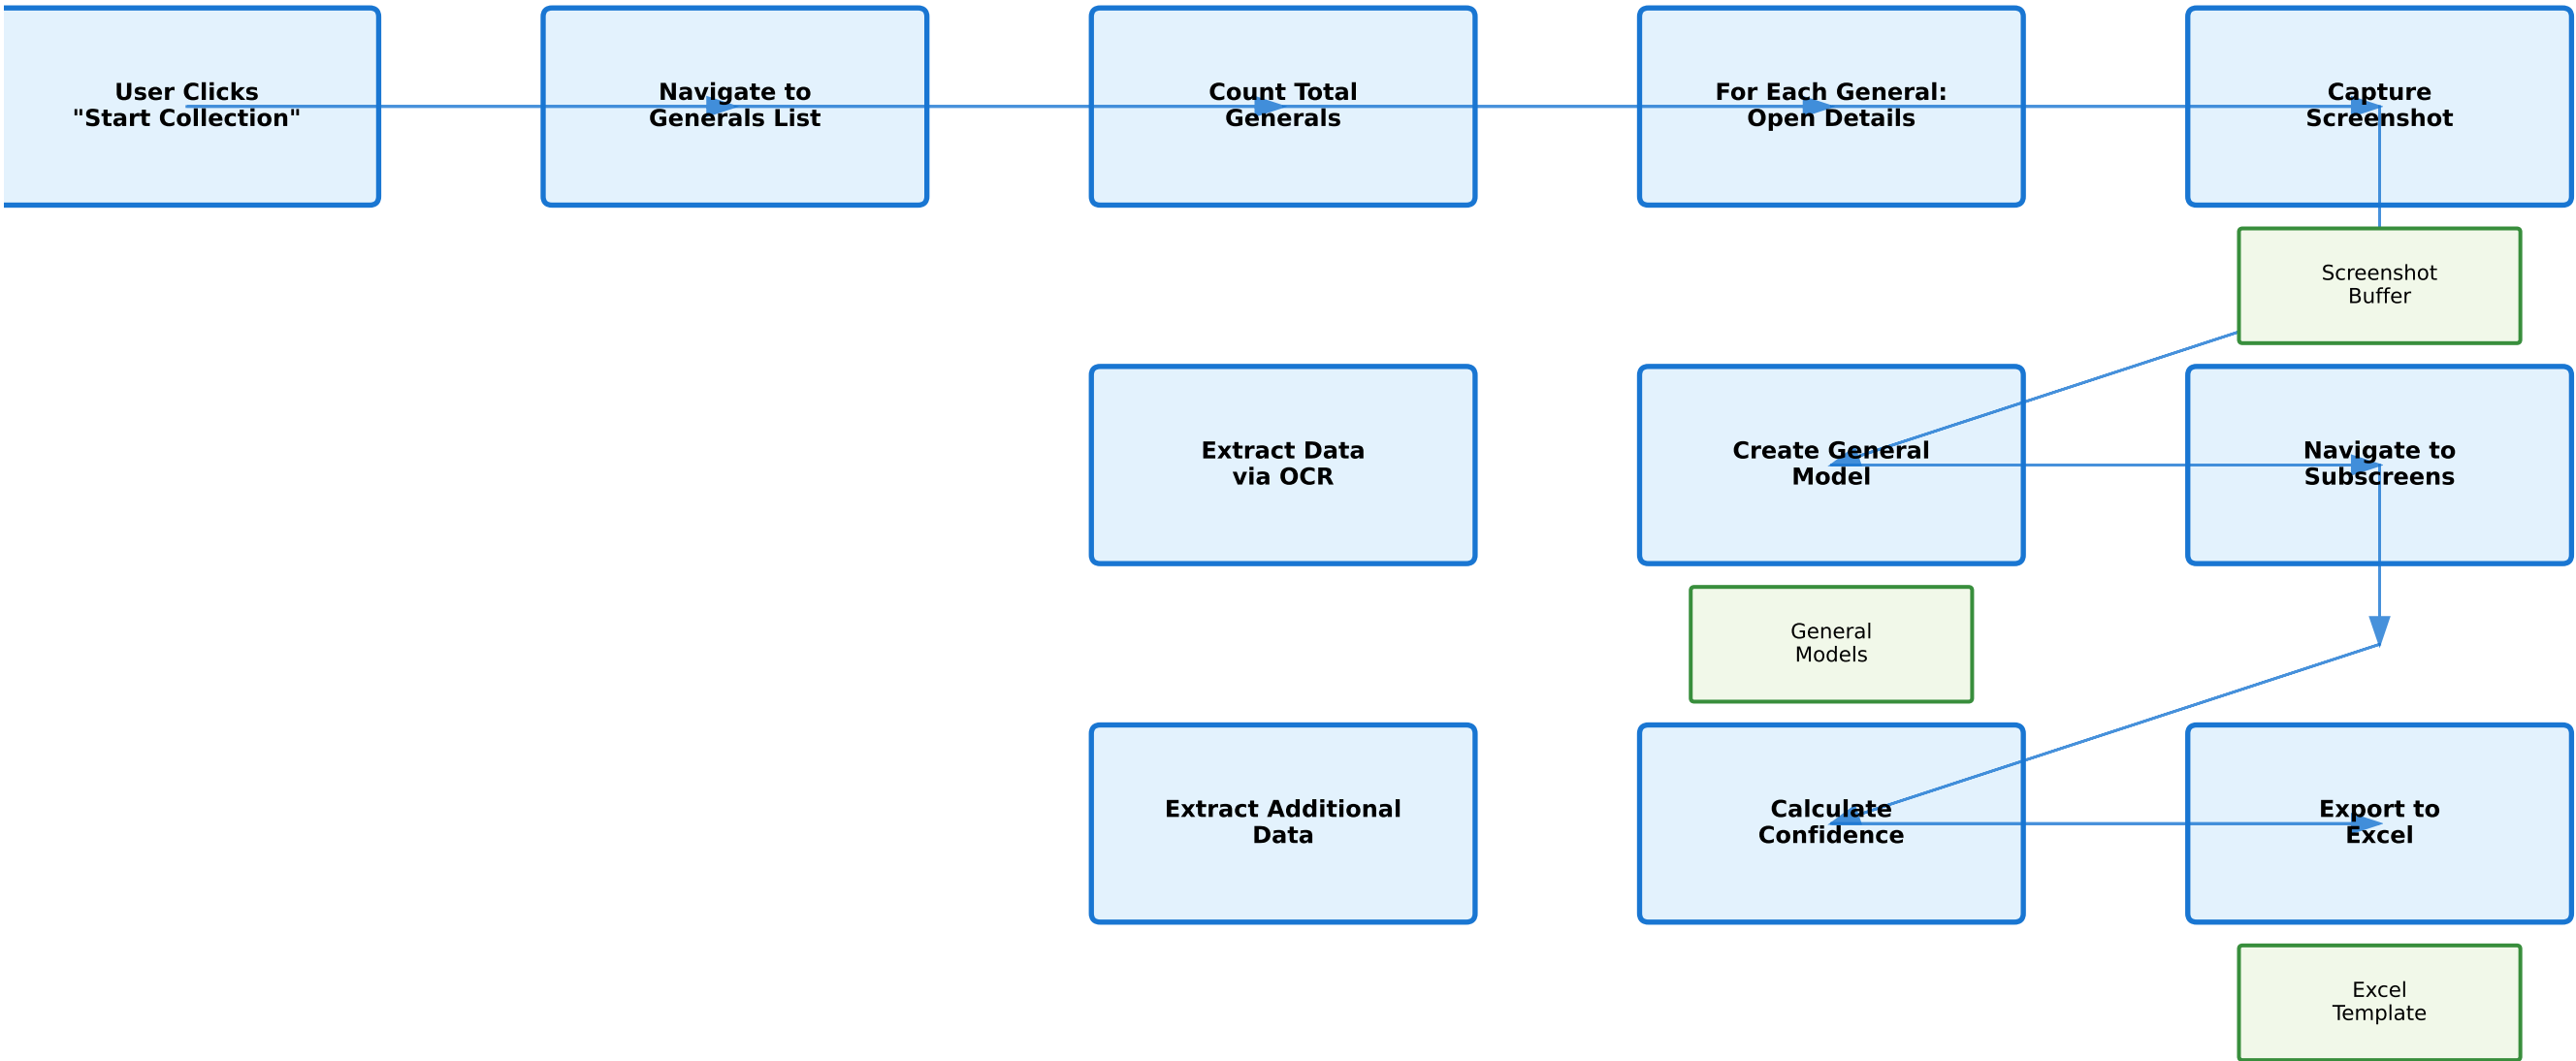 User Clicks
"Start Collection"
Navigate to
Generals List
Count Total
Generals
For Each General:
Open Details
Capture
Screenshot
Screenshot
Buffer
Extract Data
via OCR
Create General
Model
Navigate to
Subscreens
General
Models
Extract Additional
Data
Calculate
Confidence
Export to
Excel
Excel
Template